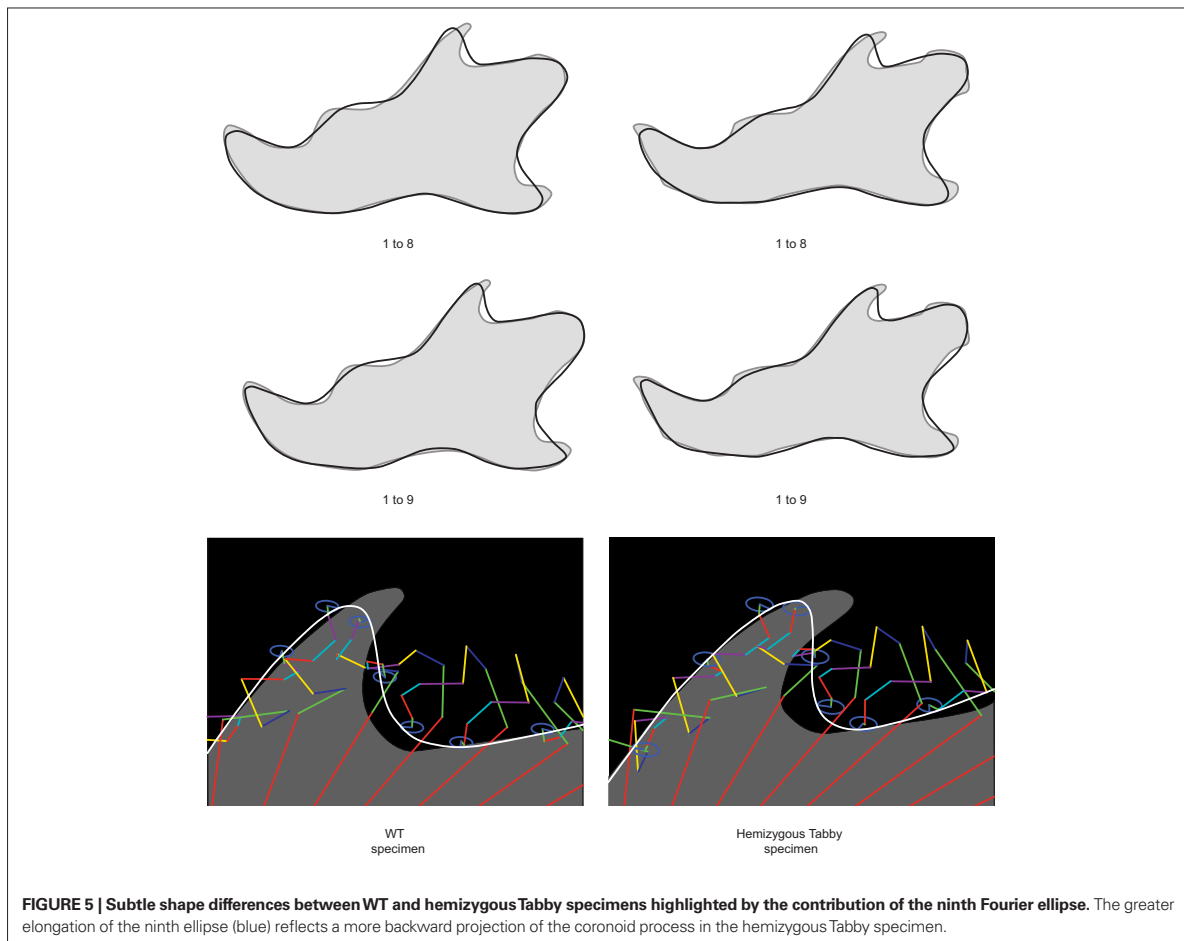 1 to 8
1 to 8
1 to 9
1 to 9
WT
specimen
Hemizygous Tabby
specimen
FIGURE 5 | Subtle shape differences between WT and hemizygous Tabby specimens highlighted by the contribution of the ninth Fourier ellipse. The greater
elongation of the ninth ellipse (blue) reflects a more backward projection of the coronoid process in the hemizygous Tabby specimen.